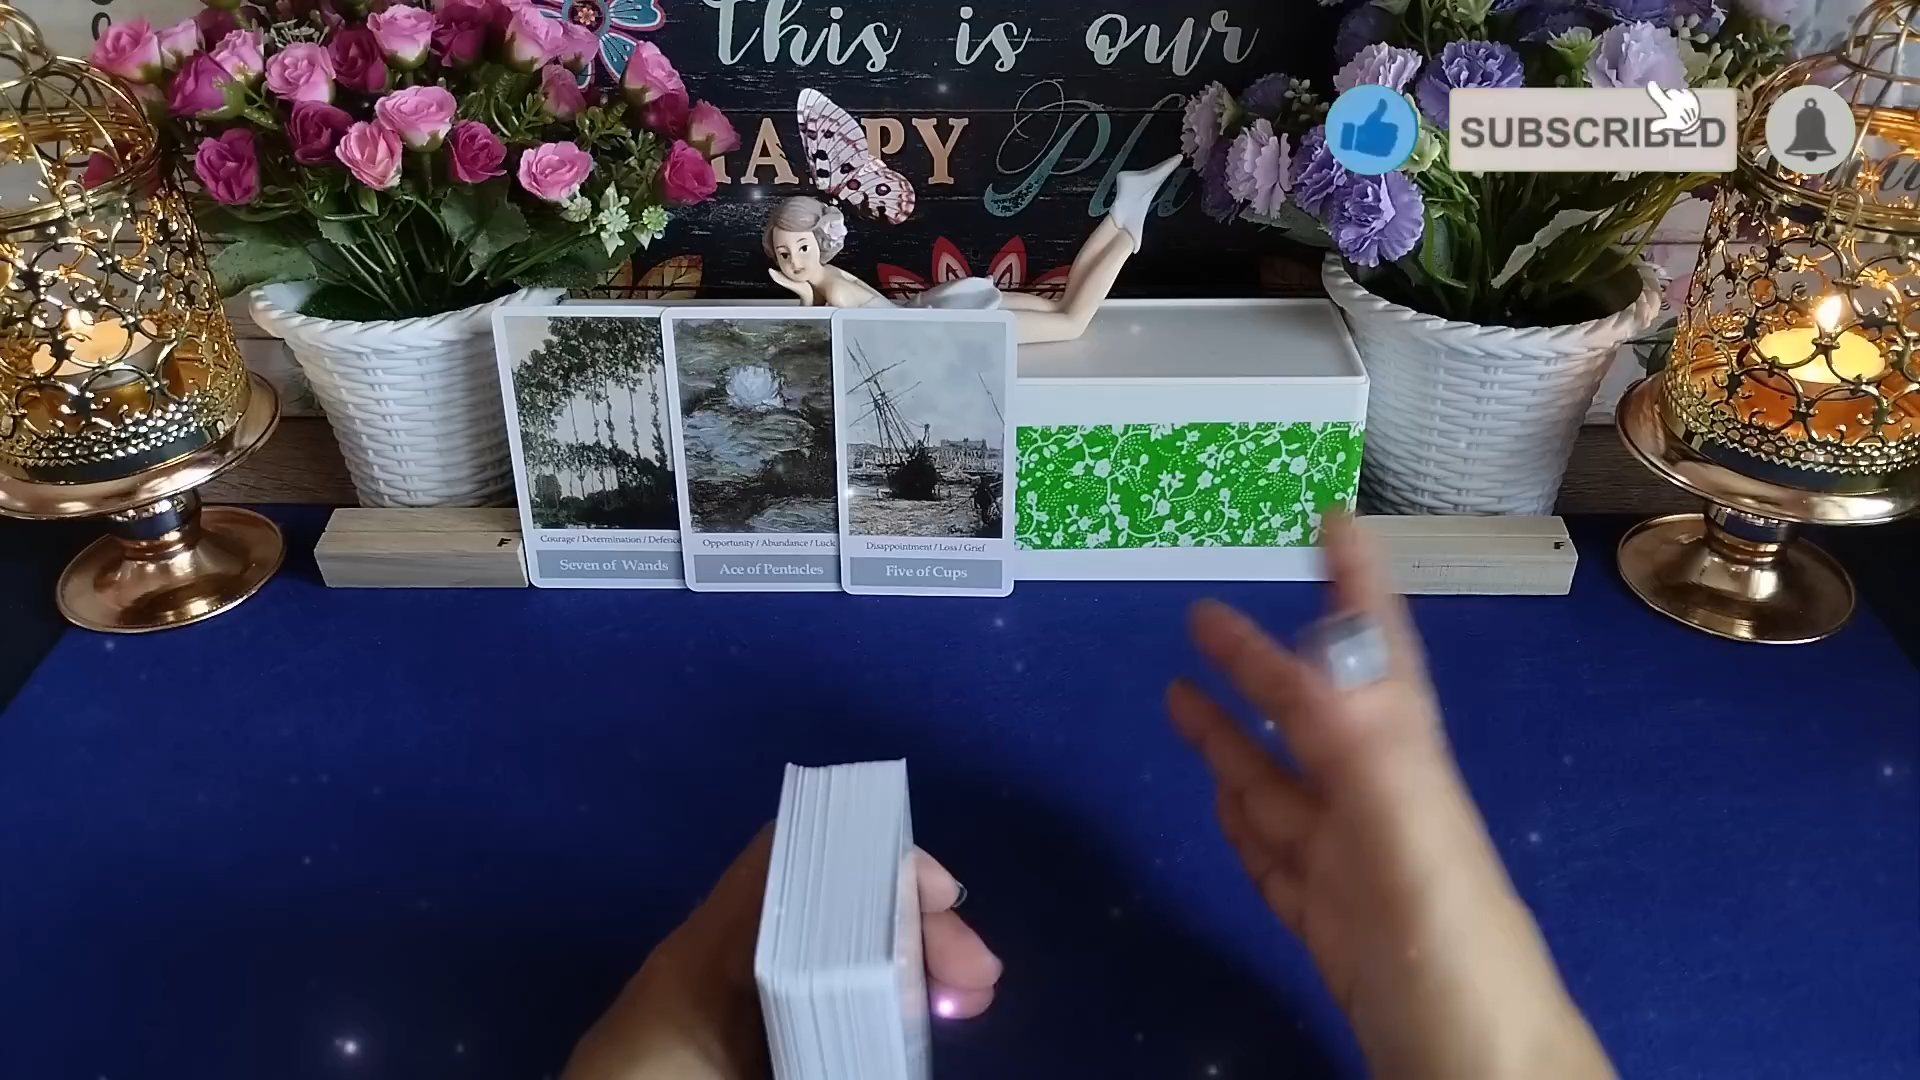 this is our
HAPPY Pl
SUBSCRIBED
Courage / Determination / Defence
Seven of Wands
Opportunity / Abundance / Luck
Ace of Pentacles
Disappointment / Loss / Grief
Five of Cups
F
F